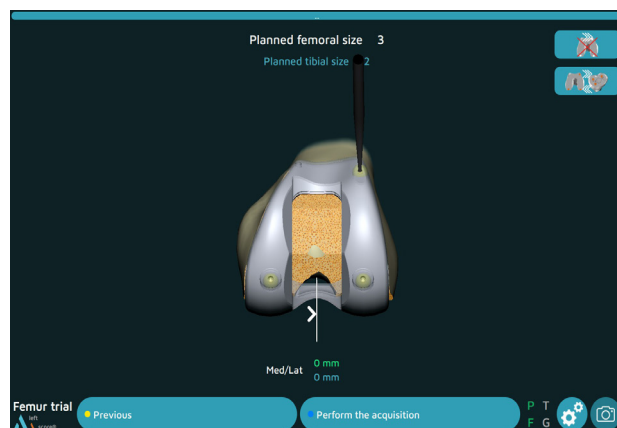 Planned femoral size 3
Planned tibial size 2
Med/Lat
0 mm
0 mm
Femur trial
left
Previous
Perform the acquisition
P T
F G